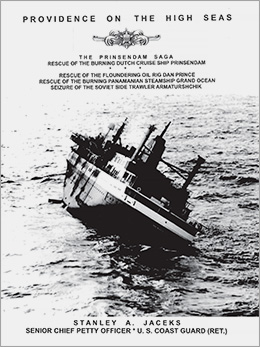 PROVIDENCE ON THE HIGH SEAS
THE PRINSENDAM SAGA
RESCUE OF THE BURNING DUTCH CRUISE SHIP PRINSENDAM
*
RESCUE OF THE FLOUNDERING OIL RIG DAN PRINCE
RESCUE OF THE BURNING PANAMANIAN STEAMSHIP GRAND OCEAN
SEIZURE OF THE SOVIET SIDE TRAWLER ARMATURSHCHIK
STANLEY A. JACEKS
SENIOR CHIEF PETTY OFFICER * U.S. COAST GUARD (RET.)